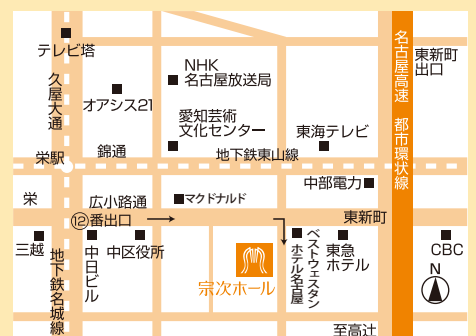 テレビ塔
久屋大通
オアシス21
NHK
名古屋放送局
愛知芸術
文化センター
東海テレビ
名古屋高速 都市環状線
東新町
出口
栄駅
錦通
地下鉄東山線
中部電力
栄
広小路通
マクドナルド
⑫番出口
東新町
三越
地下鉄名城線
中日ビル
中区役所
宗次ホール
ベストウェスタン
ホテル名古屋
東急
ホテル
CBC
N
至高辻